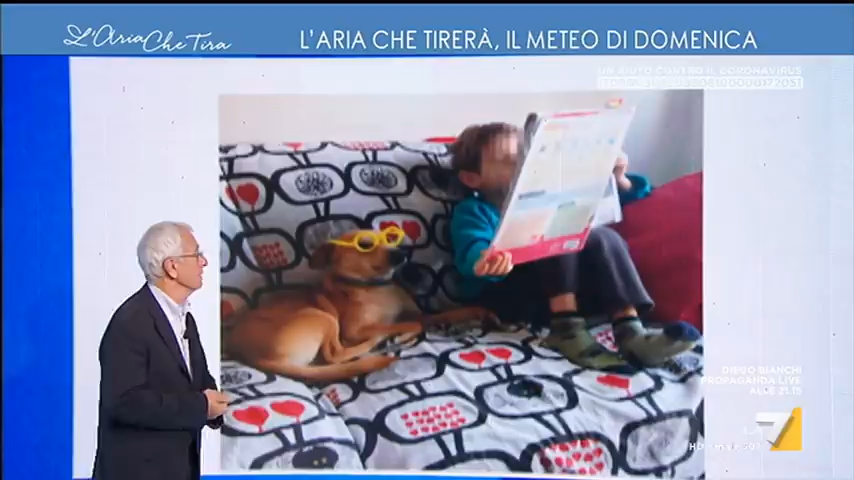 L'Aria Che Tira
L'ARIA CHE TIRERÀ, IL METEO DI DOMENICA
UN AIUTO CONTRO IL CORONAVIRUS
DIEGO BIANCHI
PROPAGANDA LIVE
ALLE 21.15
7